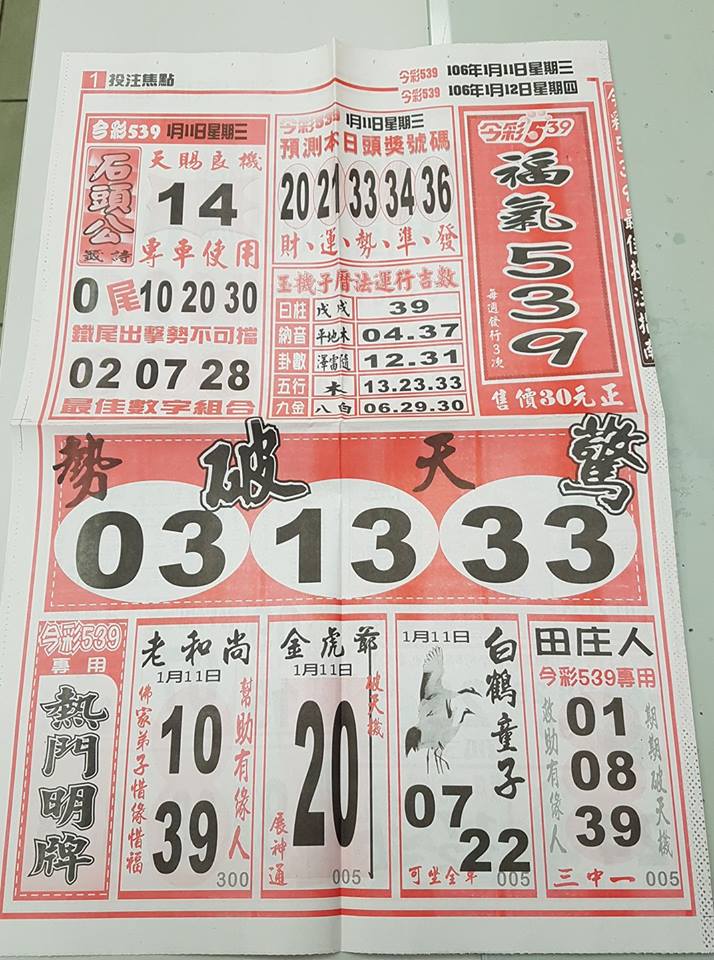 1 投注焦點
今彩539 106年1月11日星期三
今彩539 106年1月12日星期四
今彩539 1月11日星期三
石頭公
簽詩
天賜良機
14
專車使用
0尾 10 20 30
鐵尾出擊勢不可擋
02 07 28
最佳數字組合
今彩539 1月11日星期三
預測本日頭獎號碼
20 21 33 34 36
財、運、勢、準、發
玉機子曆法運行吉數
日柱 戊戌 39
納音 平地木 04.37
卦數 澤雷隨 12.31
五行 木 13.23.33
九金 八白 06.29.30
今彩539
福氣539
每週發行3次
售價30元正
勢破天驚
03 13 33
今彩539
專用
熱門明牌
老和尚
1月11日
幫助有緣人
10
39
佛家弟子惜緣惜福
300
金虎爺
1月11日
破天機
20
展神通
005
1月11日
白鶴童子
07
22
可坐全車 005
田庄人
今彩539專用
期期破天機
01
08
39
救助有緣人
三中一 005